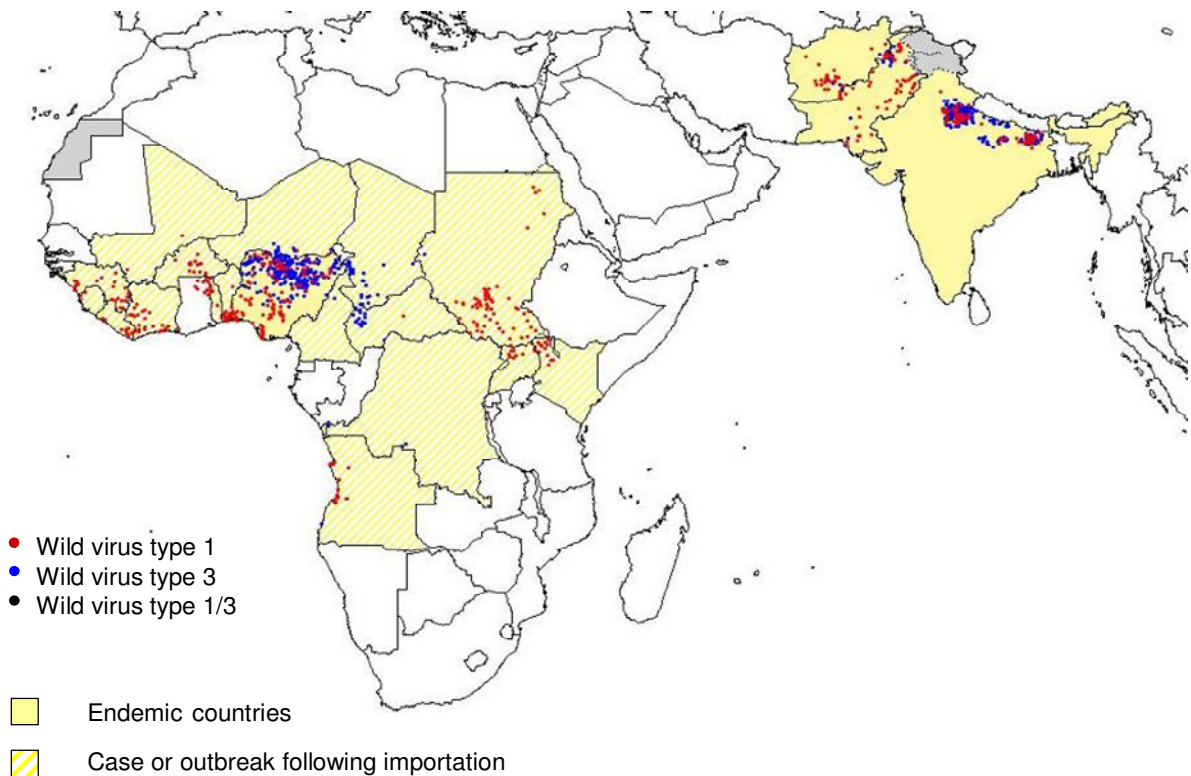 Wild virus type 1
Wild virus type 3
Wild virus type 1/3
Endemic countries
Case or outbreak following importation